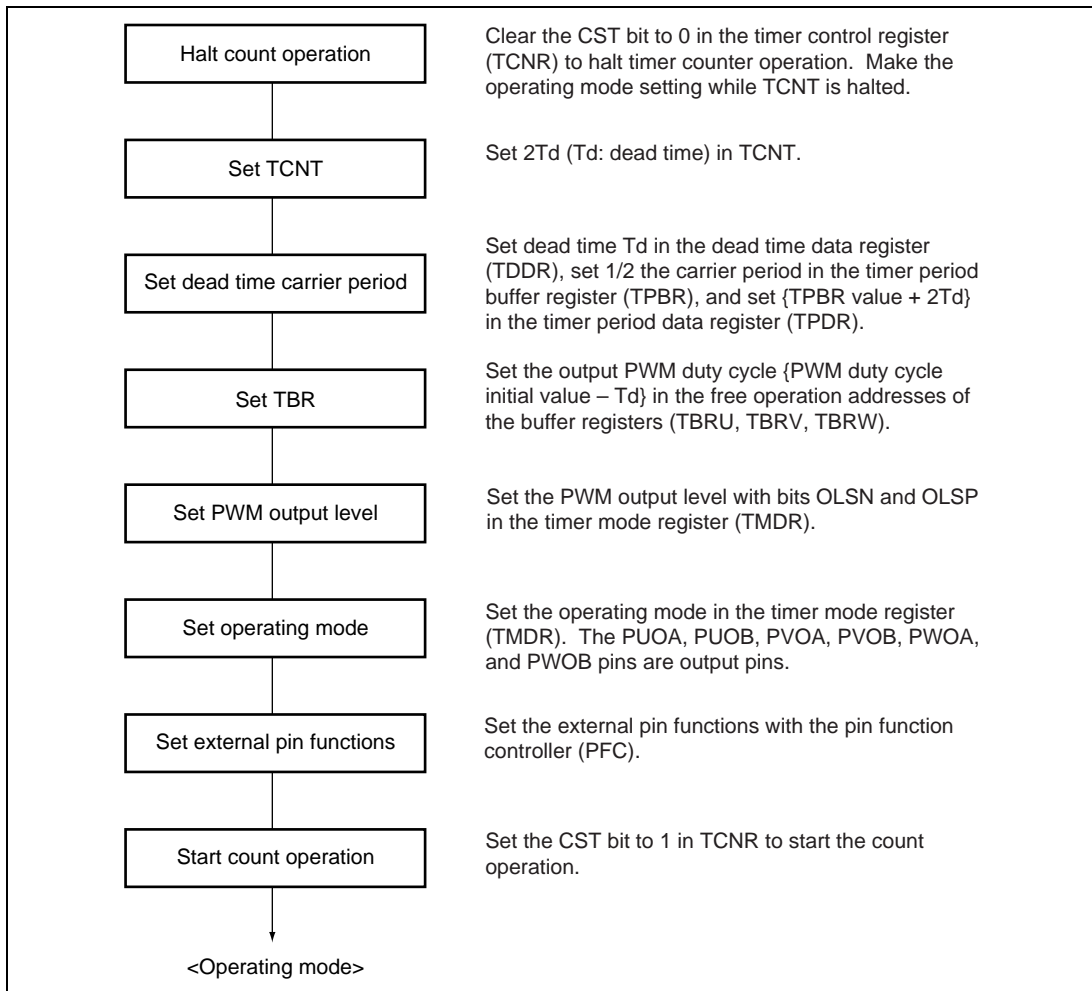 Halt count operation
Clear the CST bit to 0 in the timer control register
(TCNR) to halt timer counter operation.  Make the
operating mode setting while TCNT is halted.
Set TCNT
Set 2Td (Td: dead time) in TCNT.
Set dead time carrier period
Set dead time Td in the dead time data register
(TDDR), set 1/2 the carrier period in the timer period
buffer register (TPBR), and set {TPBR value + 2Td}
in the timer period data register (TPDR).
Set TBR
Set the output PWM duty cycle {PWM duty cycle
initial value – Td} in the free operation addresses of
the buffer registers (TBRU, TBRV, TBRW).
Set PWM output level
Set the PWM output level with bits OLSN and OLSP
in the timer mode register (TMDR).
Set operating mode
Set the operating mode in the timer mode register
(TMDR).  The PUOA, PUOB, PVOA, PVOB, PWOA,
and PWOB pins are output pins.
Set external pin functions
Set the external pin functions with the pin function
controller (PFC).
Start count operation
Set the CST bit to 1 in TCNR to start the count
operation.
<Operating mode>